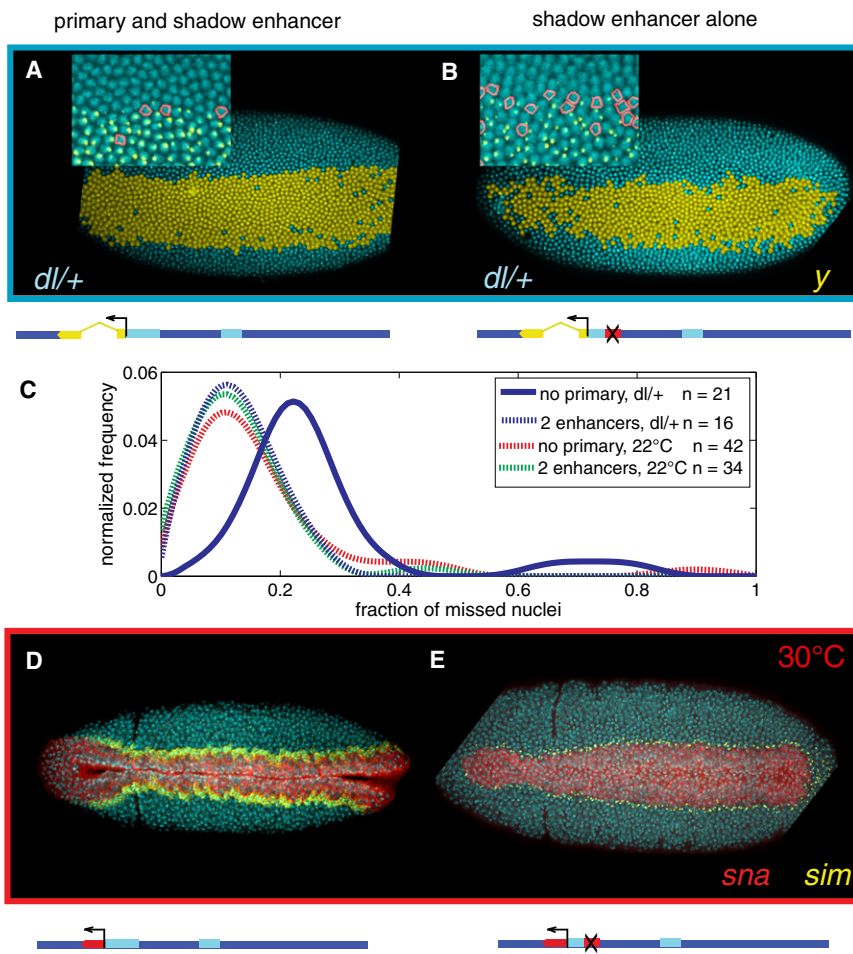 primary and shadow enhancer
shadow enhancer alone
A
dl/+
B
dl/+
y
C
normalized frequency
0.06
0.04
0.02
0
no primary, dl/+ n = 21
2 enhancers, dl/+ n = 16
no primary, 22°C n = 42
2 enhancers, 22°C n = 34
0
0.2
0.4
0.6
0.8
1
fraction of missed nuclei
D
E
30°C
sna
sim